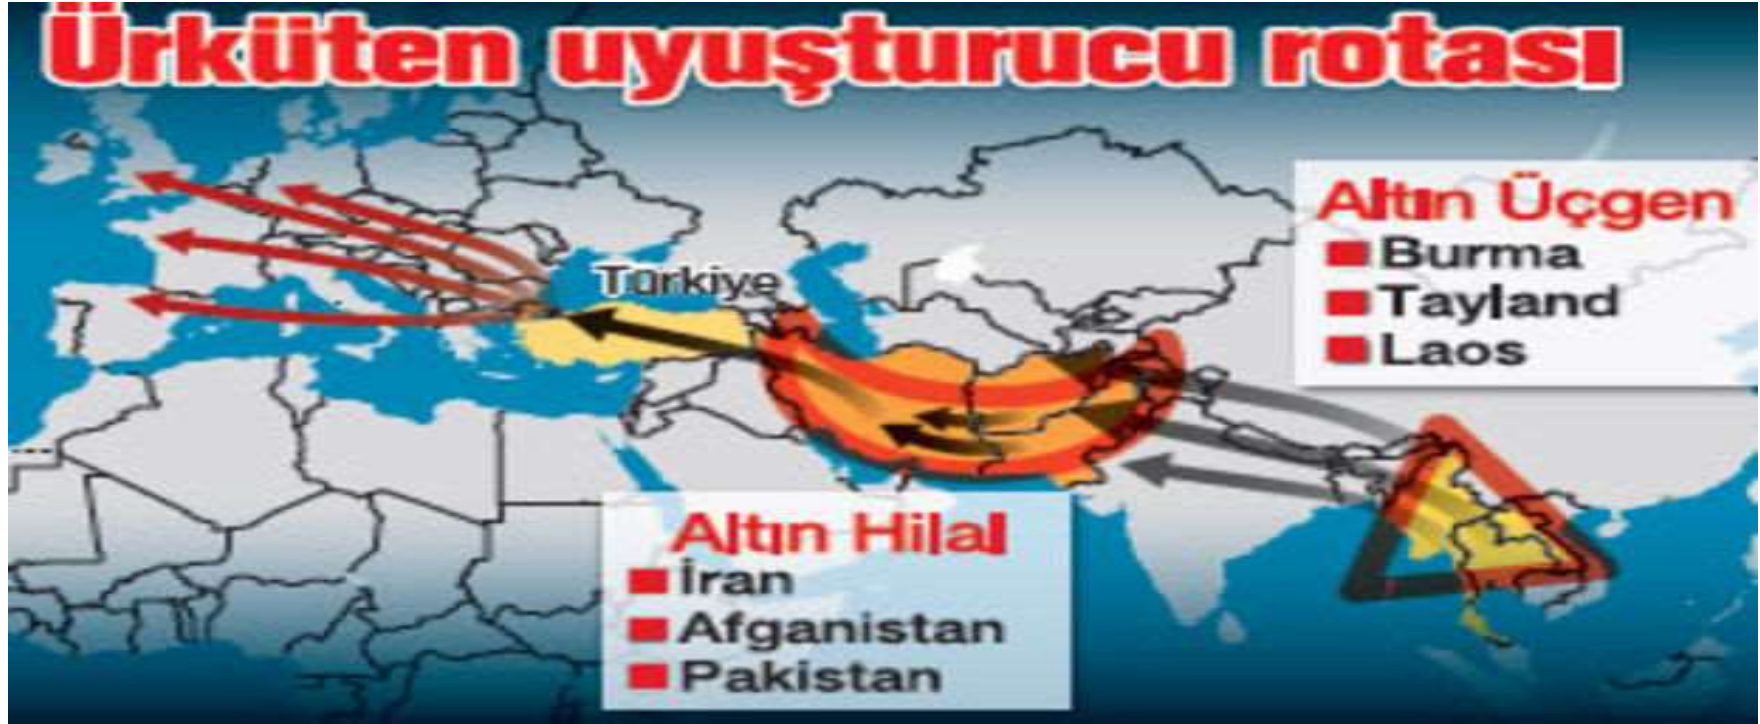 Ürküten uyuşturucu rotası
Türkiye
Altın Üçgen
Burma
Tayland
Laos
Altın Hilal
İran
Afganistan
Pakistan